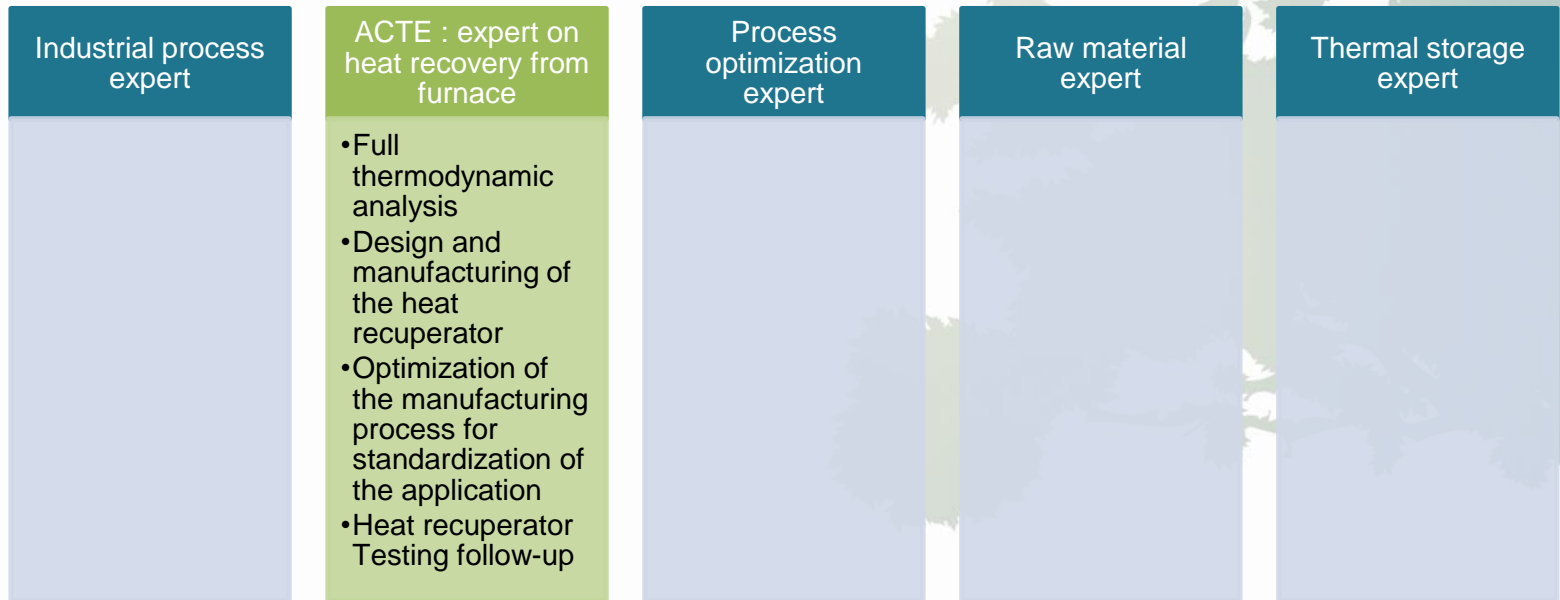 Industrial process
expert
ACTE : expert on
heat recovery from
furnace
•Full
thermodynamic
analysis
•Design and
manufacturing of
the heat
recuperator
•Optimization of
the manufacturing
process for
standardization of
the application
•Heat recuperator
Testing follow-up
Process
optimization
expert
Raw material
expert
Thermal storage
expert